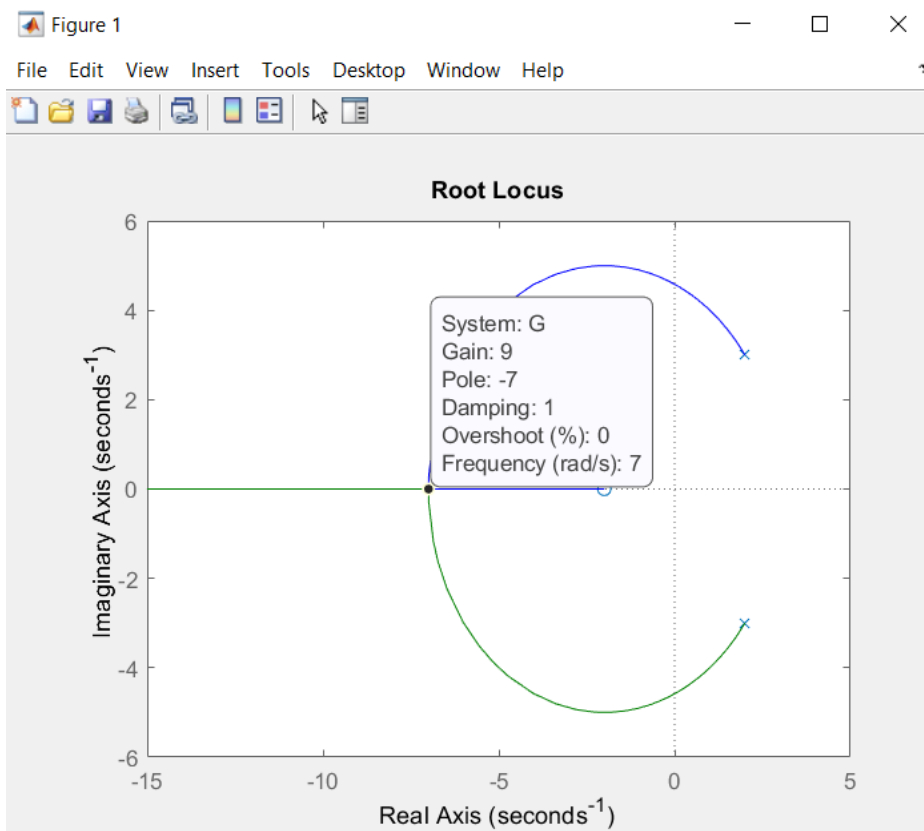 Figure 1
File Edit View Insert Tools Desktop Window Help
Root Locus
6
4
2
0
-2
-4
-6
Imaginary Axis (seconds⁻¹)
System: G
Gain: 9
Pole: -7
Damping: 1
Overshoot (%): 0
Frequency (rad/s): 7
-15 -10 -5 0 5
Real Axis (seconds⁻¹)